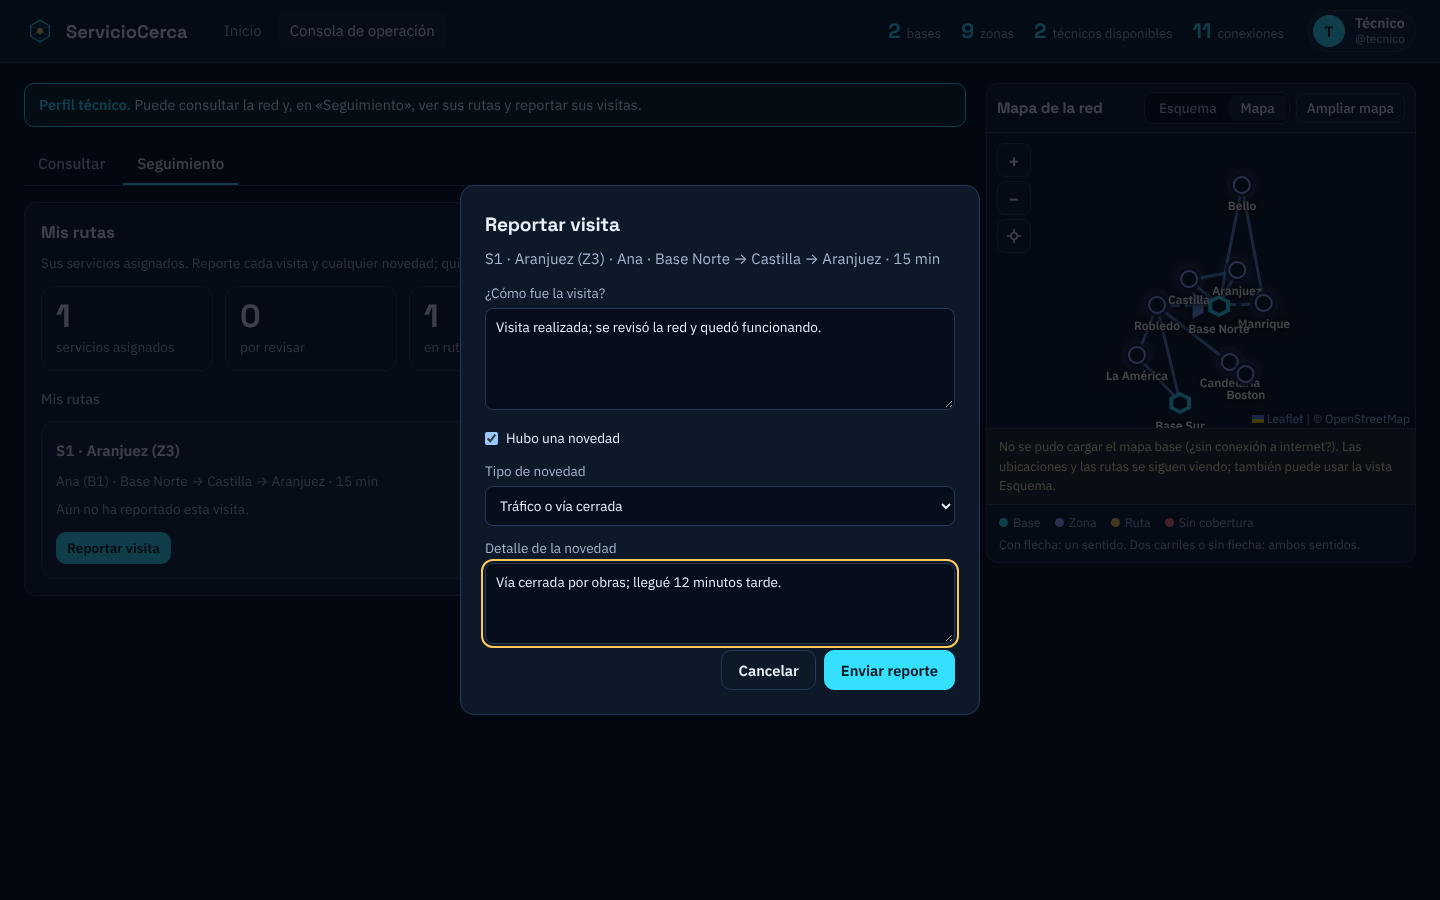 ServicioCerca
Inicio
Consola de operación
2 bases
9 zonas
2 técnicos disponibles
11 conexiones
T
Técnico
@tecnico
Perfil técnico. Puede consultar la red y, en «Seguimiento», ver sus rutas y reportar sus visitas.
Consultar
Seguimiento
Mis rutas
Sus servicios asignados. Reporte cada visita y cualquier novedad; qui
1
servicios asignados
0
por revisar
1
en rut
Mis rutas
S1 · Aranjuez (Z3)
Ana (B1) · Base Norte → Castilla → Aranjuez · 15 min
Aún no ha reportado esta visita.
Reportar visita
Reportar visita
S1 · Aranjuez (Z3) · Ana · Base Norte → Castilla → Aranjuez · 15 min
¿Cómo fue la visita?
Visita realizada; se revisó la red y quedó funcionando.
Hubo una novedad
Tipo de novedad
Tráfico o vía cerrada
Detalle de la novedad
Vía cerrada por obras; llegué 12 minutos tarde.
Cancelar
Enviar reporte
Mapa de la red
Esquema
Mapa
Ampliar mapa
+
−
Bello
Aranjuez
Castilla
Robledo
Base Norte
Manrique
La América
Candelaria
Boston
Base Sur
Leaflet | © OpenStreetMap
No se pudo cargar el mapa base (¿sin conexión a internet?). Las
ubicaciones y las rutas se siguen viendo; también puede usar la vista
Esquema.
Base
Zona
Ruta
Sin cobertura
Con flecha: un sentido. Dos carriles o sin flecha: ambos sentidos.